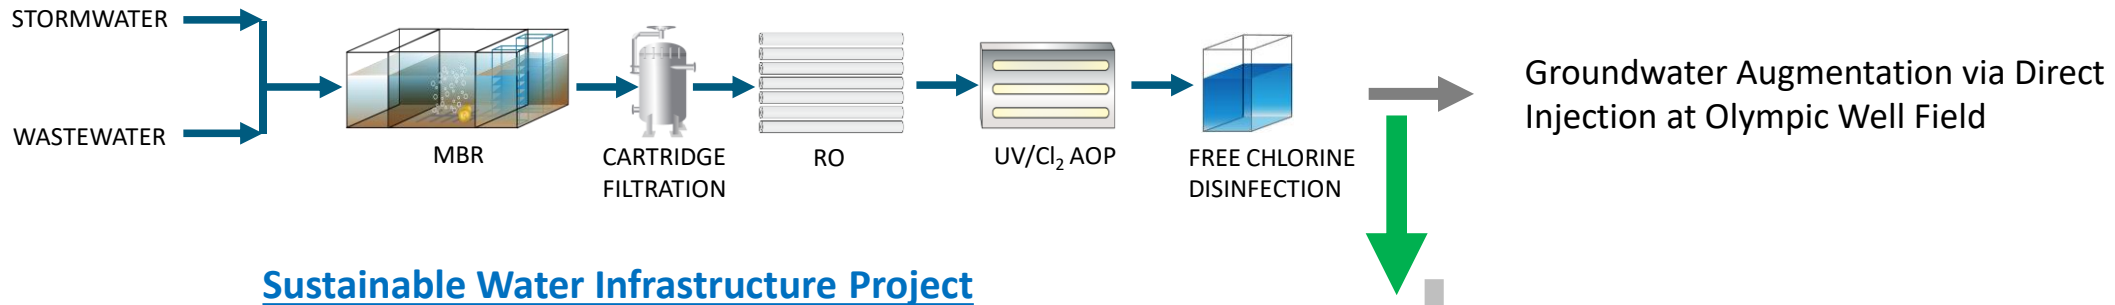 STORMWATER
WASTEWATER
MBR
CARTRIDGE
FILTRATION
RO
UV/Cl₂ AOP
FREE CHLORINE
DISINFECTION
Groundwater Augmentation via Direct
Injection at Olympic Well Field
Sustainable Water Infrastructure Project